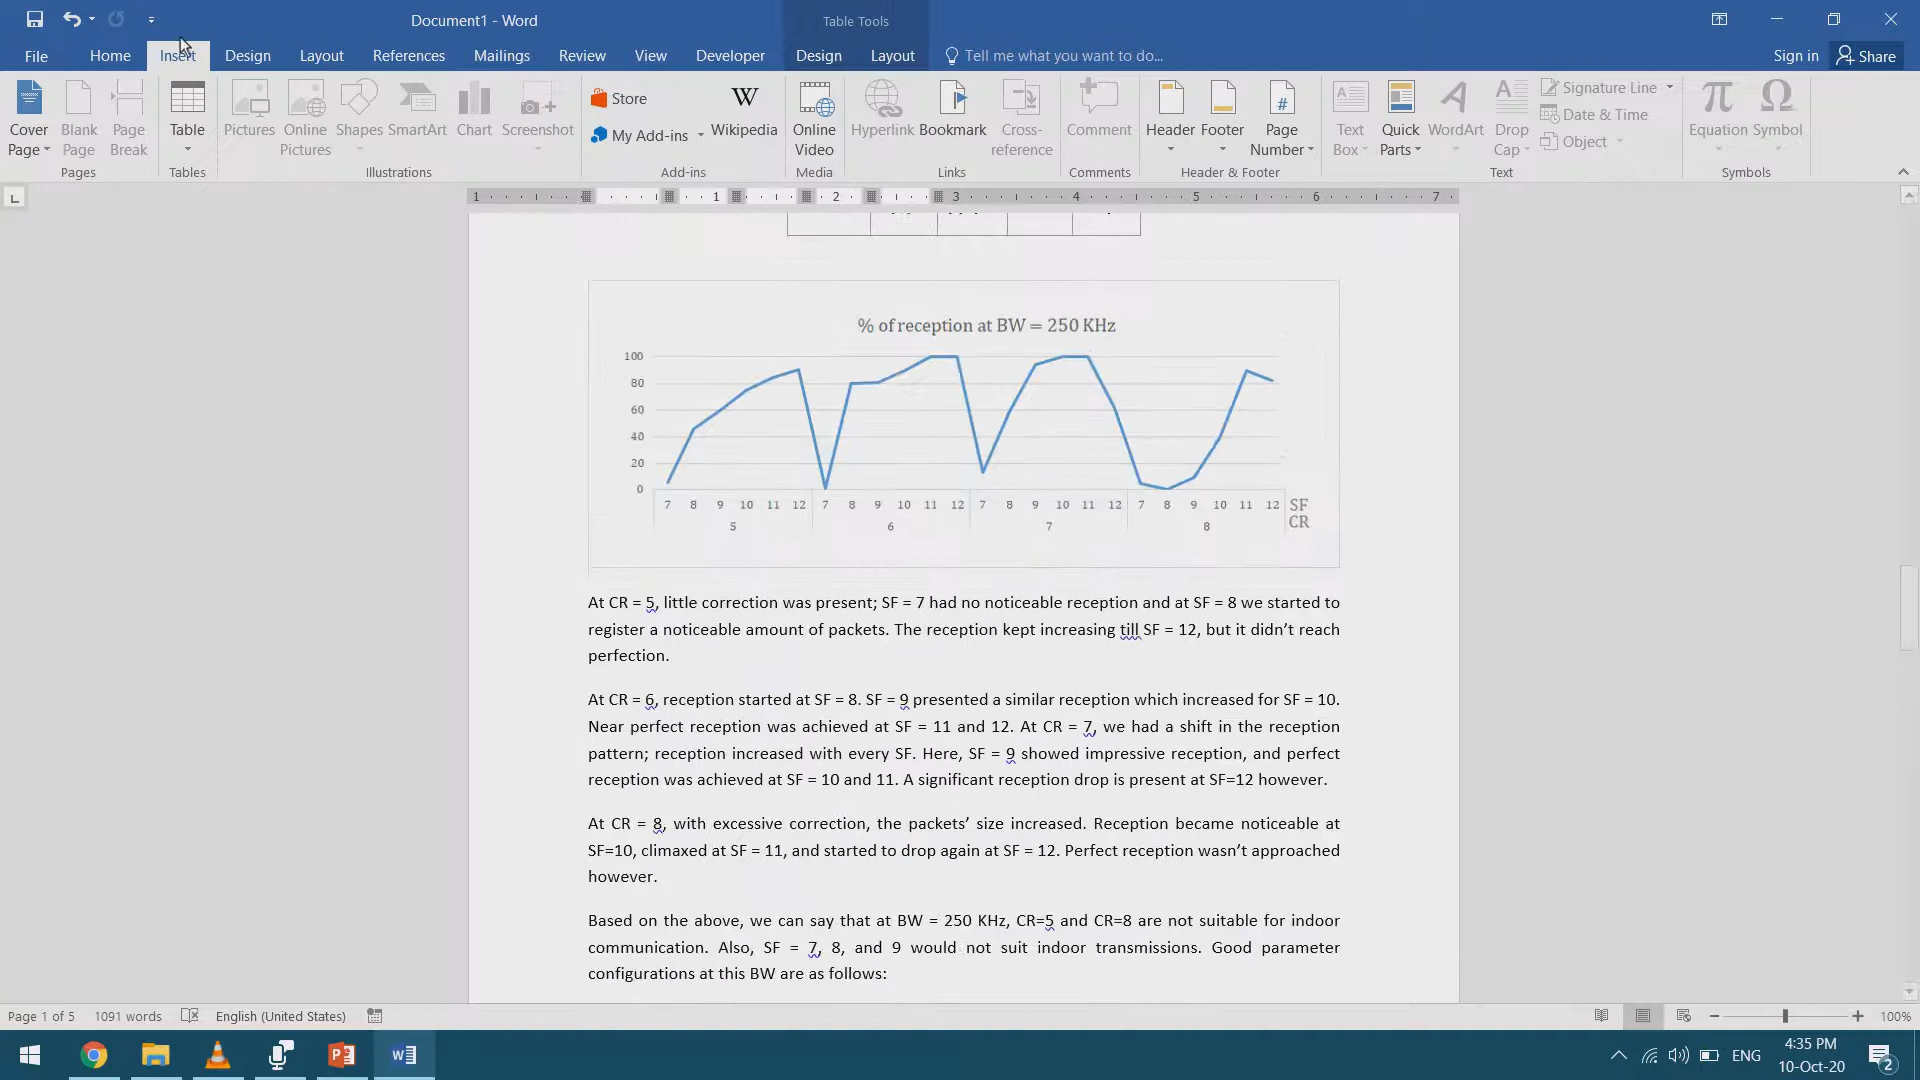 Document1 - Word
Table Tools
File Home Insert Design Layout References Mailings Review View Developer Design Layout Tell me what you want to do... Sign in Share
Cover Page
Blank Page
Page Break
Table
Pictures
Online Pictures
Shapes
SmartArt
Chart
Screenshot
Store
My Add-ins
W
Wikipedia
Online Video
Hyperlink
Bookmark
Cross-reference
Comment
Header
Footer
#
Page Number
Text Box
Quick Parts
WordArt
Drop Cap
Signature Line
Date & Time
Object
π
Equation
Ω
Symbol
Pages Tables Illustrations Add-ins Media Links Comments Header & Footer Text Symbols
L
1 1 2 3 4 5 6 7
% of reception at BW = 250 KHz
100
80
60
40
20
0
7 8 9 10 11 12 7 8 9 10 11 12 7 8 9 10 11 12 7 8 9 10 11 12 SF
5 6 7 8 CR
At CR = 5, little correction was present; SF = 7 had no noticeable reception and at SF = 8 we started to
register a noticeable amount of packets. The reception kept increasing till SF = 12, but it didn’t reach
perfection.
At CR = 6, reception started at SF = 8. SF = 9 presented a similar reception which increased for SF = 10.
Near perfect reception was achieved at SF = 11 and 12. At CR = 7, we had a shift in the reception
pattern; reception increased with every SF. Here, SF = 9 showed impressive reception, and perfect
reception was achieved at SF = 10 and 11. A significant reception drop is present at SF=12 however.
At CR = 8, with excessive correction, the packets’ size increased. Reception became noticeable at
SF=10, climaxed at SF = 11, and started to drop again at SF = 12. Perfect reception wasn’t approached
however.
Based on the above, we can say that at BW = 250 KHz, CR=5 and CR=8 are not suitable for indoor
communication. Also, SF = 7, 8, and 9 would not suit indoor transmissions. Good parameter
configurations at this BW are as follows:
Page 1 of 5 1091 words English (United States) 100%
ENG
4:35 PM
10-Oct-20
2